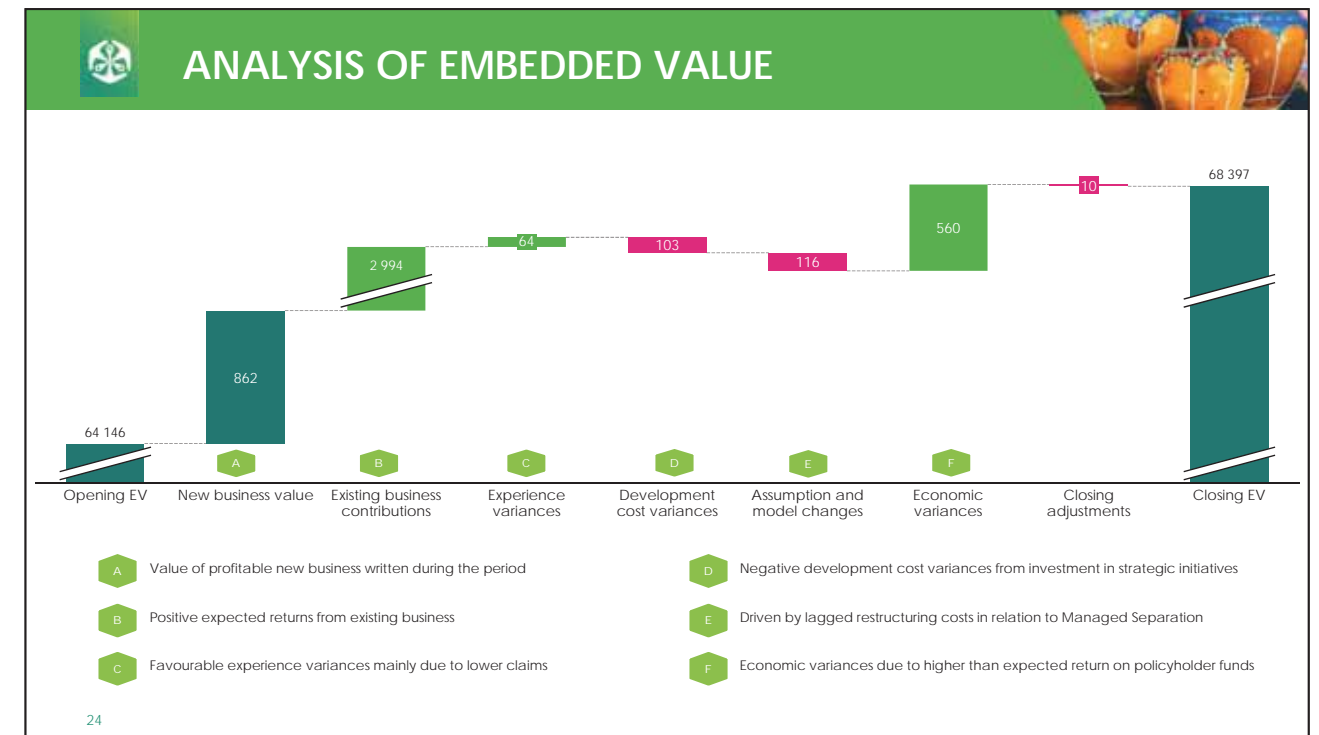 ANALYSIS OF EMBEDDED VALUE
68 397
10
560
64
103
116
2 994
862
64 146
A
B
C
D
E
F
Opening EV
New business value
Existing business
contributions
Experience
variances
Development
cost variances
Assumption and
model changes
Economic
variances
Closing
adjustments
Closing EV
A Value of profitable new business written during the period
B Positive expected returns from existing business
C Favourable experience variances mainly due to lower claims
D Negative development cost variances from investment in strategic initiatives
E Driven by lagged restructuring costs in relation to Managed Separation
F Economic variances due to higher than expected return on policyholder funds
24